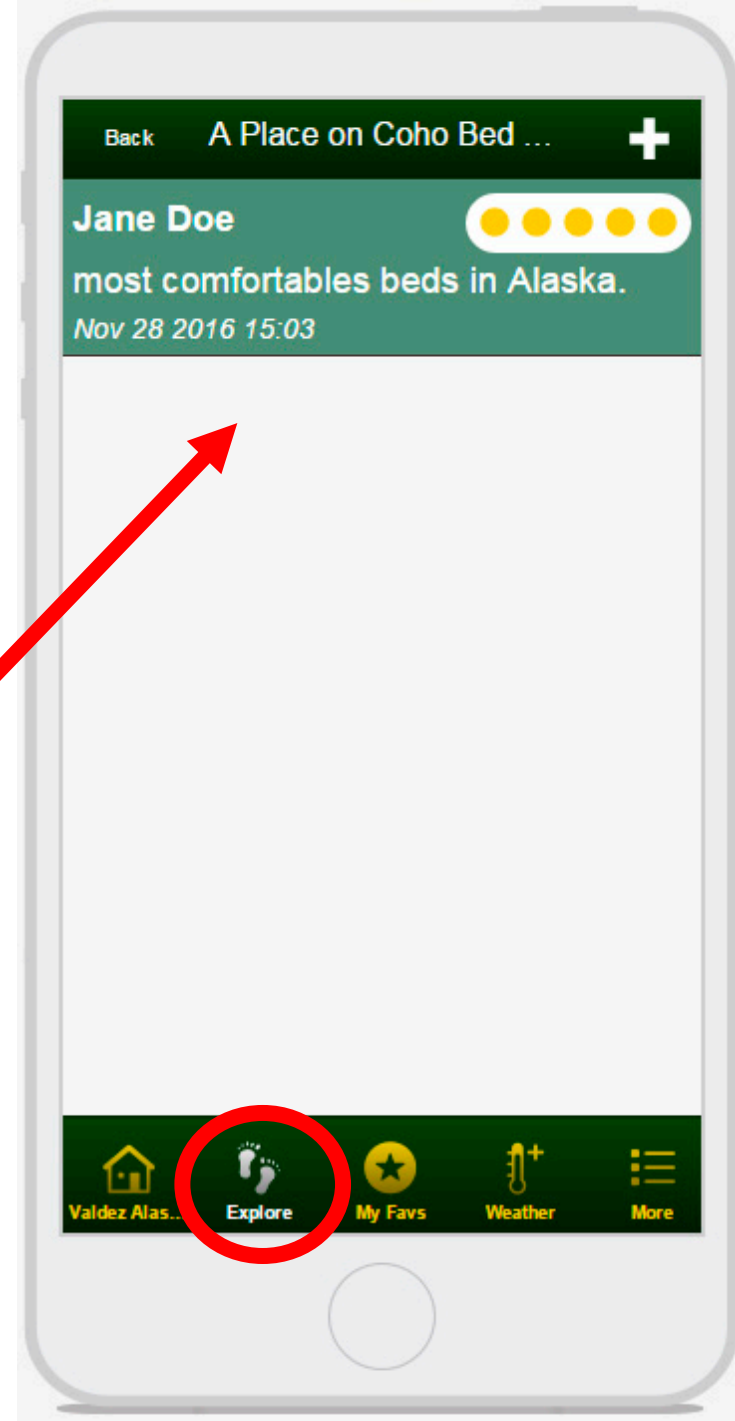 Back A Place on Coho Bed ...
Jane Doe
most comfortables beds in Alaska.
Nov 28 2016 15:03
Valdez Alas... Explore My Favs Weather More